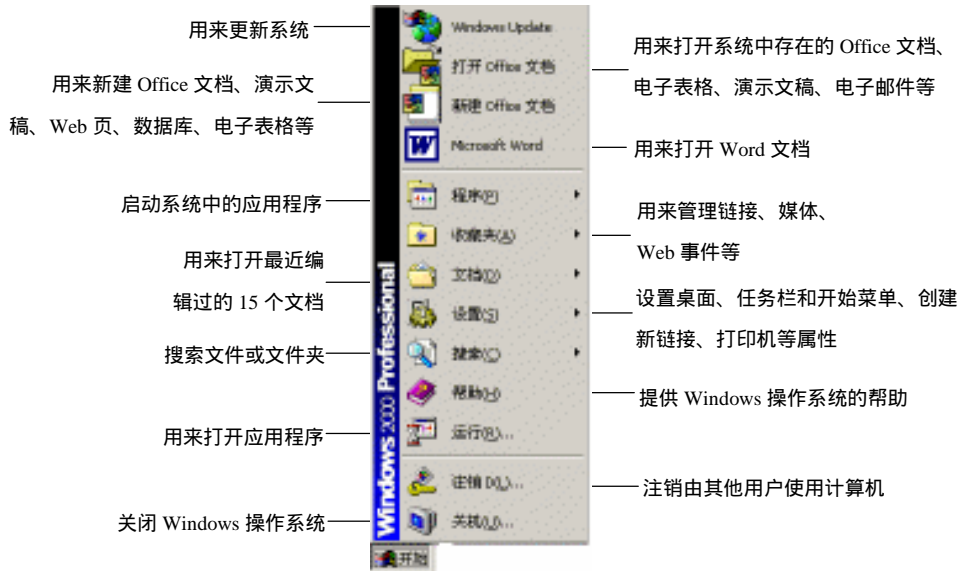 用来更新系统
用来新建 Office 文档、演示文
稿、Web 页、数据库、电子表格等
启动系统中的应用程序
用来打开最近编
辑过的 15 个文档
搜索文件或文件夹
用来打开应用程序
关闭 Windows 操作系统
Windows 2000 Professional
Windows Update
打开 Office 文档
新建 Office 文档
Microsoft Word
程序(P)
收藏夹(A)
文档(D)
设置(S)
搜索(C)
帮助(H)
运行(R)...
注销 D(L)...
关机(U)...
开始
用来打开系统中存在的 Office 文档、
电子表格、演示文稿、电子邮件等
用来打开 Word 文档
用来管理链接、媒体、
Web 事件等
设置桌面、任务栏和开始菜单、创建
新链接、打印机等属性
提供 Windows 操作系统的帮助
注销由其他用户使用计算机